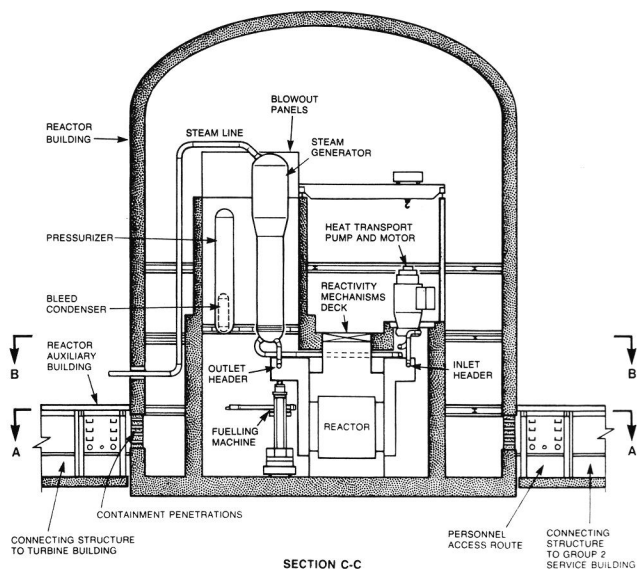 BLOWOUT
PANELS
REACTOR
BUILDING
STEAM LINE
STEAM
GENERATOR
PRESSURIZER
HEAT TRANSPORT
PUMP AND MOTOR
BLEED
CONDENSER
REACTIVITY
MECHANISMS
DECK
REACTOR
AUXILIARY
BUILDING
B
B
OUTLET
HEADER
INLET
HEADER
A
A
FUELLING
MACHINE
REACTOR
CONTAINMENT PENETRATIONS
CONNECTING STRUCTURE
TO TURBINE BUILDING
PERSONNEL
ACCESS ROUTE
CONNECTING
STRUCTURE
TO GROUP 2
SERVICE BUILDING
SECTION C-C